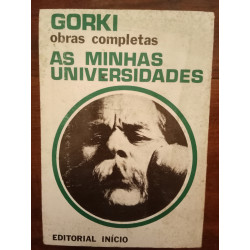 GORKI
obras completas
AS MINHAS
UNIVERSIDADES
EDITORIAL INÍCIO